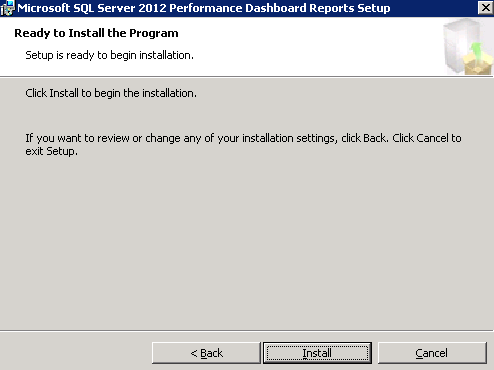 Microsoft SQL Server 2012 Performance Dashboard Reports Setup
Ready to Install the Program
Setup is ready to begin installation.
Click Install to begin the installation.
If you want to review or change any of your installation settings, click Back. Click Cancel to
exit Setup.
< Back
Install
Cancel